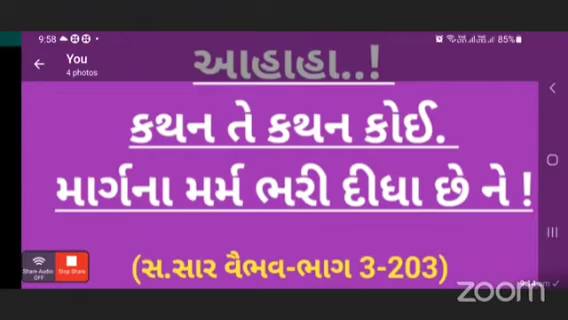 9:58
85%
You
4 photos
આહાહા..!
કથન તે કથન કોઈ.
માર્ગના મર્મ ભરી દીધા છે ને !
(સ.સાર વૈભવ-ભાગ 3-203)
Share Audio
OFF
Stop Share
zoom